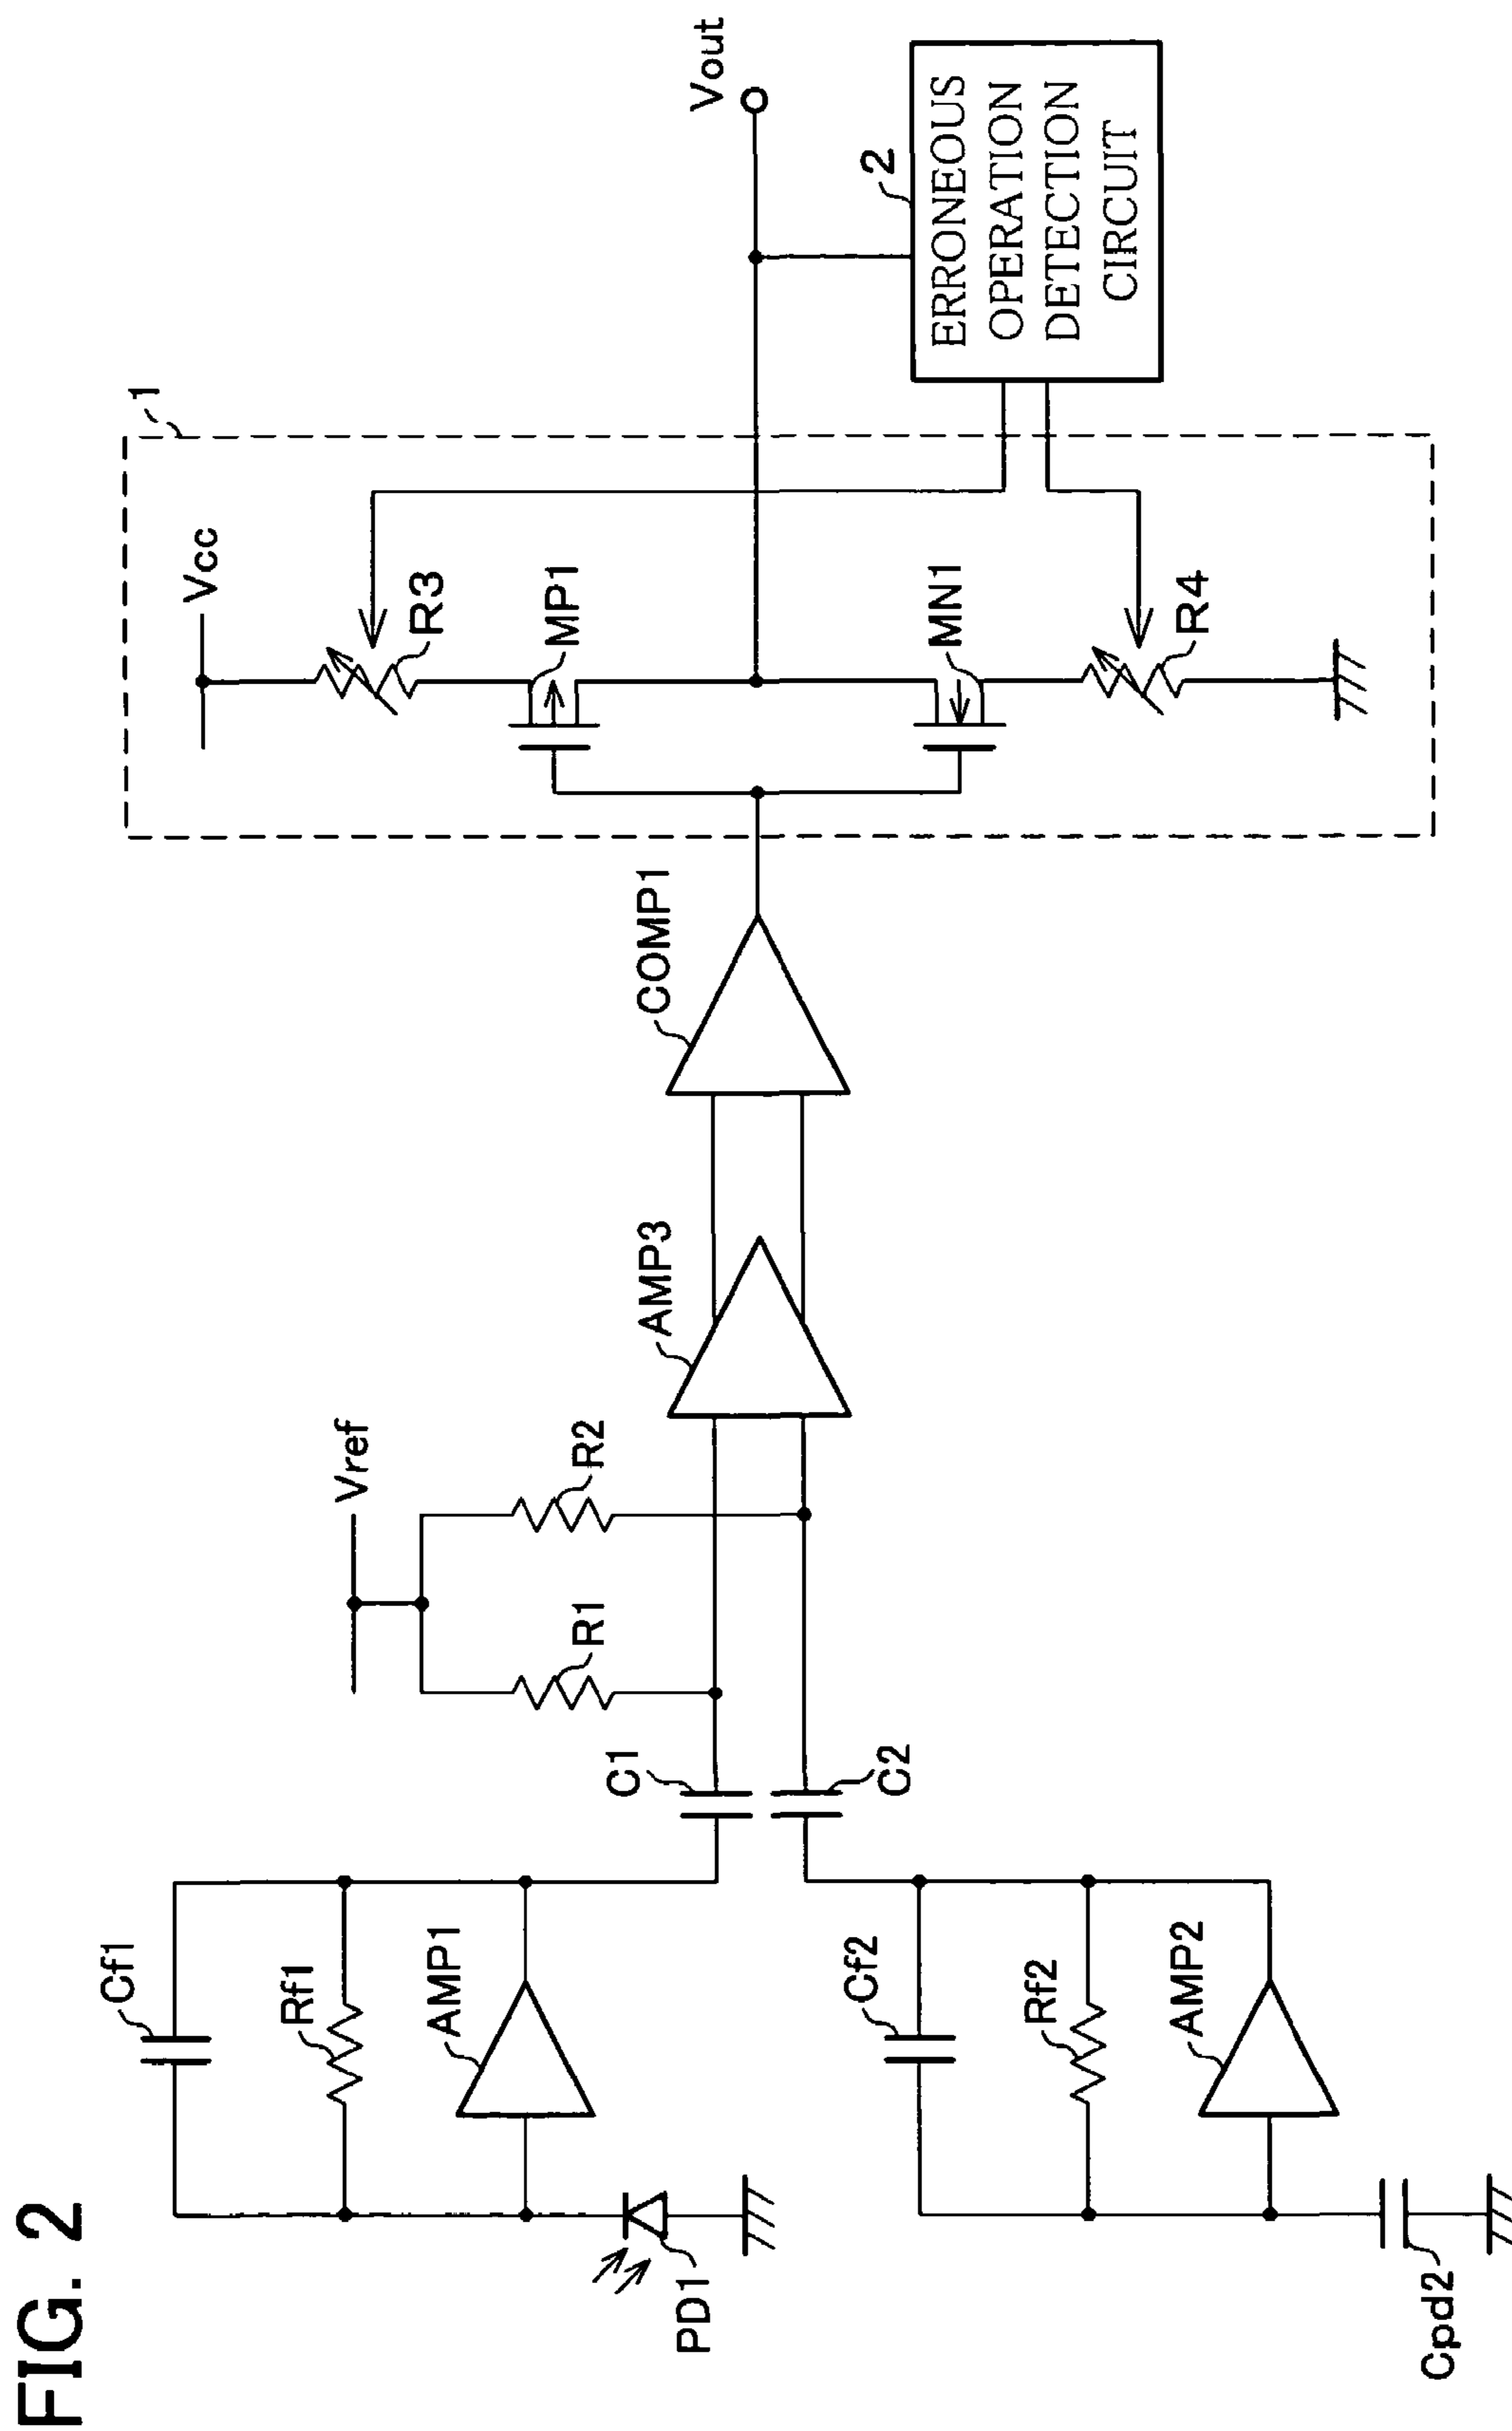 FIG. 2
Cf1
Rf1
AMP1
PD1
Cf2
Rf2
AMP2
Cpd2
C1
C2
Vref
R1
R2
AMP3
COMP1
1
Vcc
R3
MP1
MN1
R4
Vout
2
ERRONEOUS
OPERATION
DETECTION
CIRCUIT